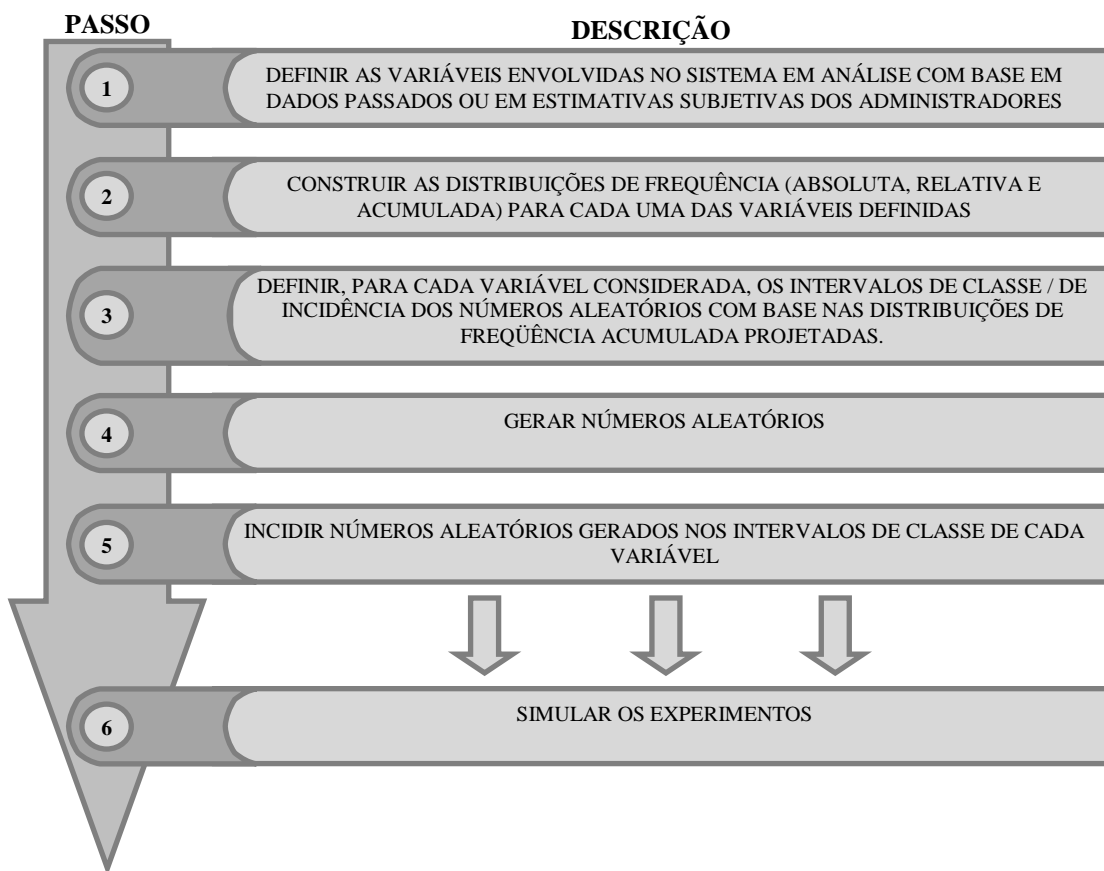 PASSO
DESCRIÇÃO
1
DEFINIR AS VARIÁVEIS ENVOLVIDAS NO SISTEMA EM ANÁLISE COM BASE EM
DADOS PASSADOS OU EM ESTIMATIVAS SUBJETIVAS DOS ADMINISTRADORES
2
CONSTRUIR AS DISTRIBUIÇÕES DE FREQUÊNCIA (ABSOLUTA, RELATIVA E
ACUMULADA) PARA CADA UMA DAS VARIÁVEIS DEFINIDAS
3
DEFINIR, PARA CADA VARIÁVEL CONSIDERADA, OS INTERVALOS DE CLASSE / DE
INCIDÊNCIA DOS NÚMEROS ALEATÓRIOS COM BASE NAS DISTRIBUIÇÕES DE
FREQÜÊNCIA ACUMULADA PROJETADAS.
4
GERAR NÚMEROS ALEATÓRIOS
5
INCIDIR NÚMEROS ALEATÓRIOS GERADOS NOS INTERVALOS DE CLASSE DE CADA
VARIÁVEL
6
SIMULAR OS EXPERIMENTOS